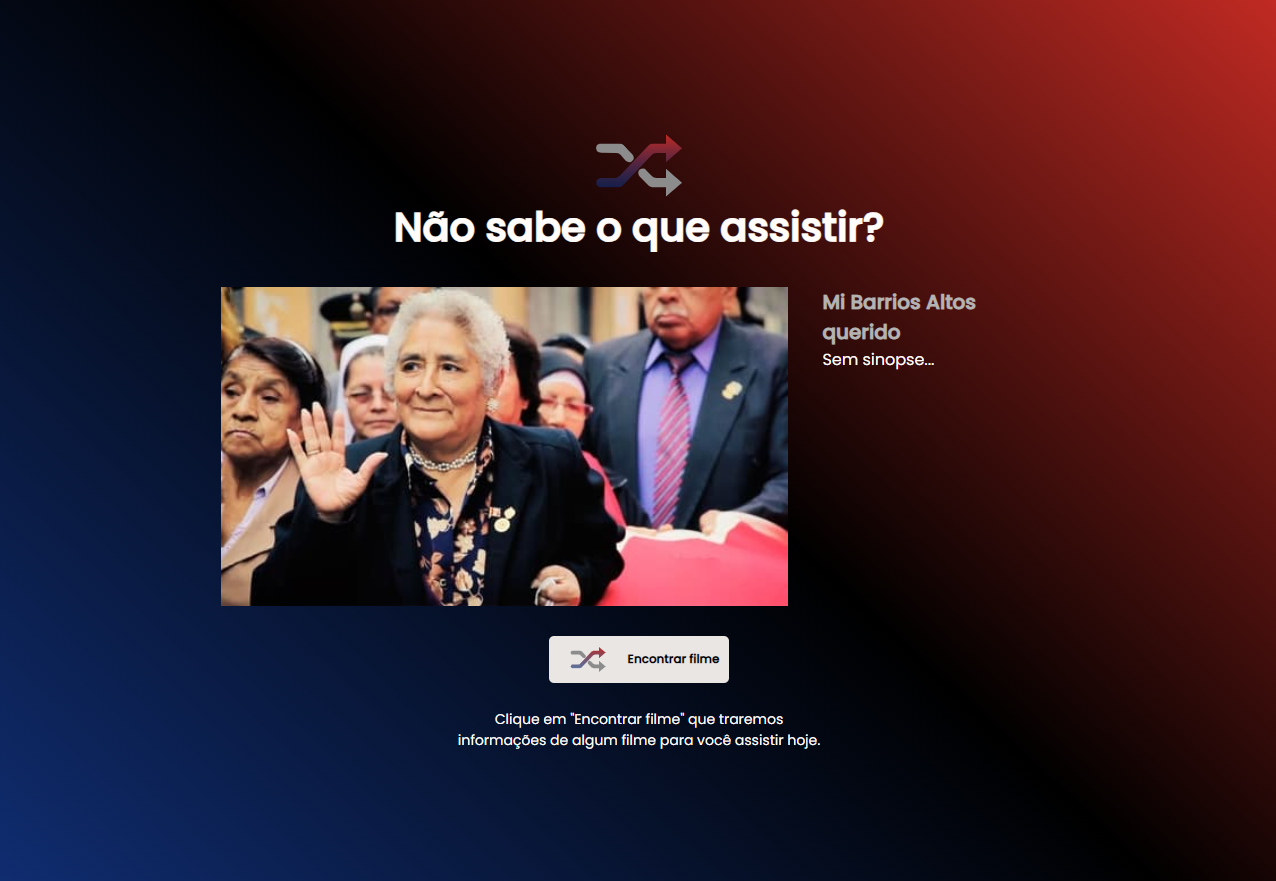 Não sabe o que assistir?
Mi Barrios Altos
querido
Sem sinopse...
Encontrar filme
Clique em "Encontrar filme" que traremos
informações de algum filme para você assistir hoje.